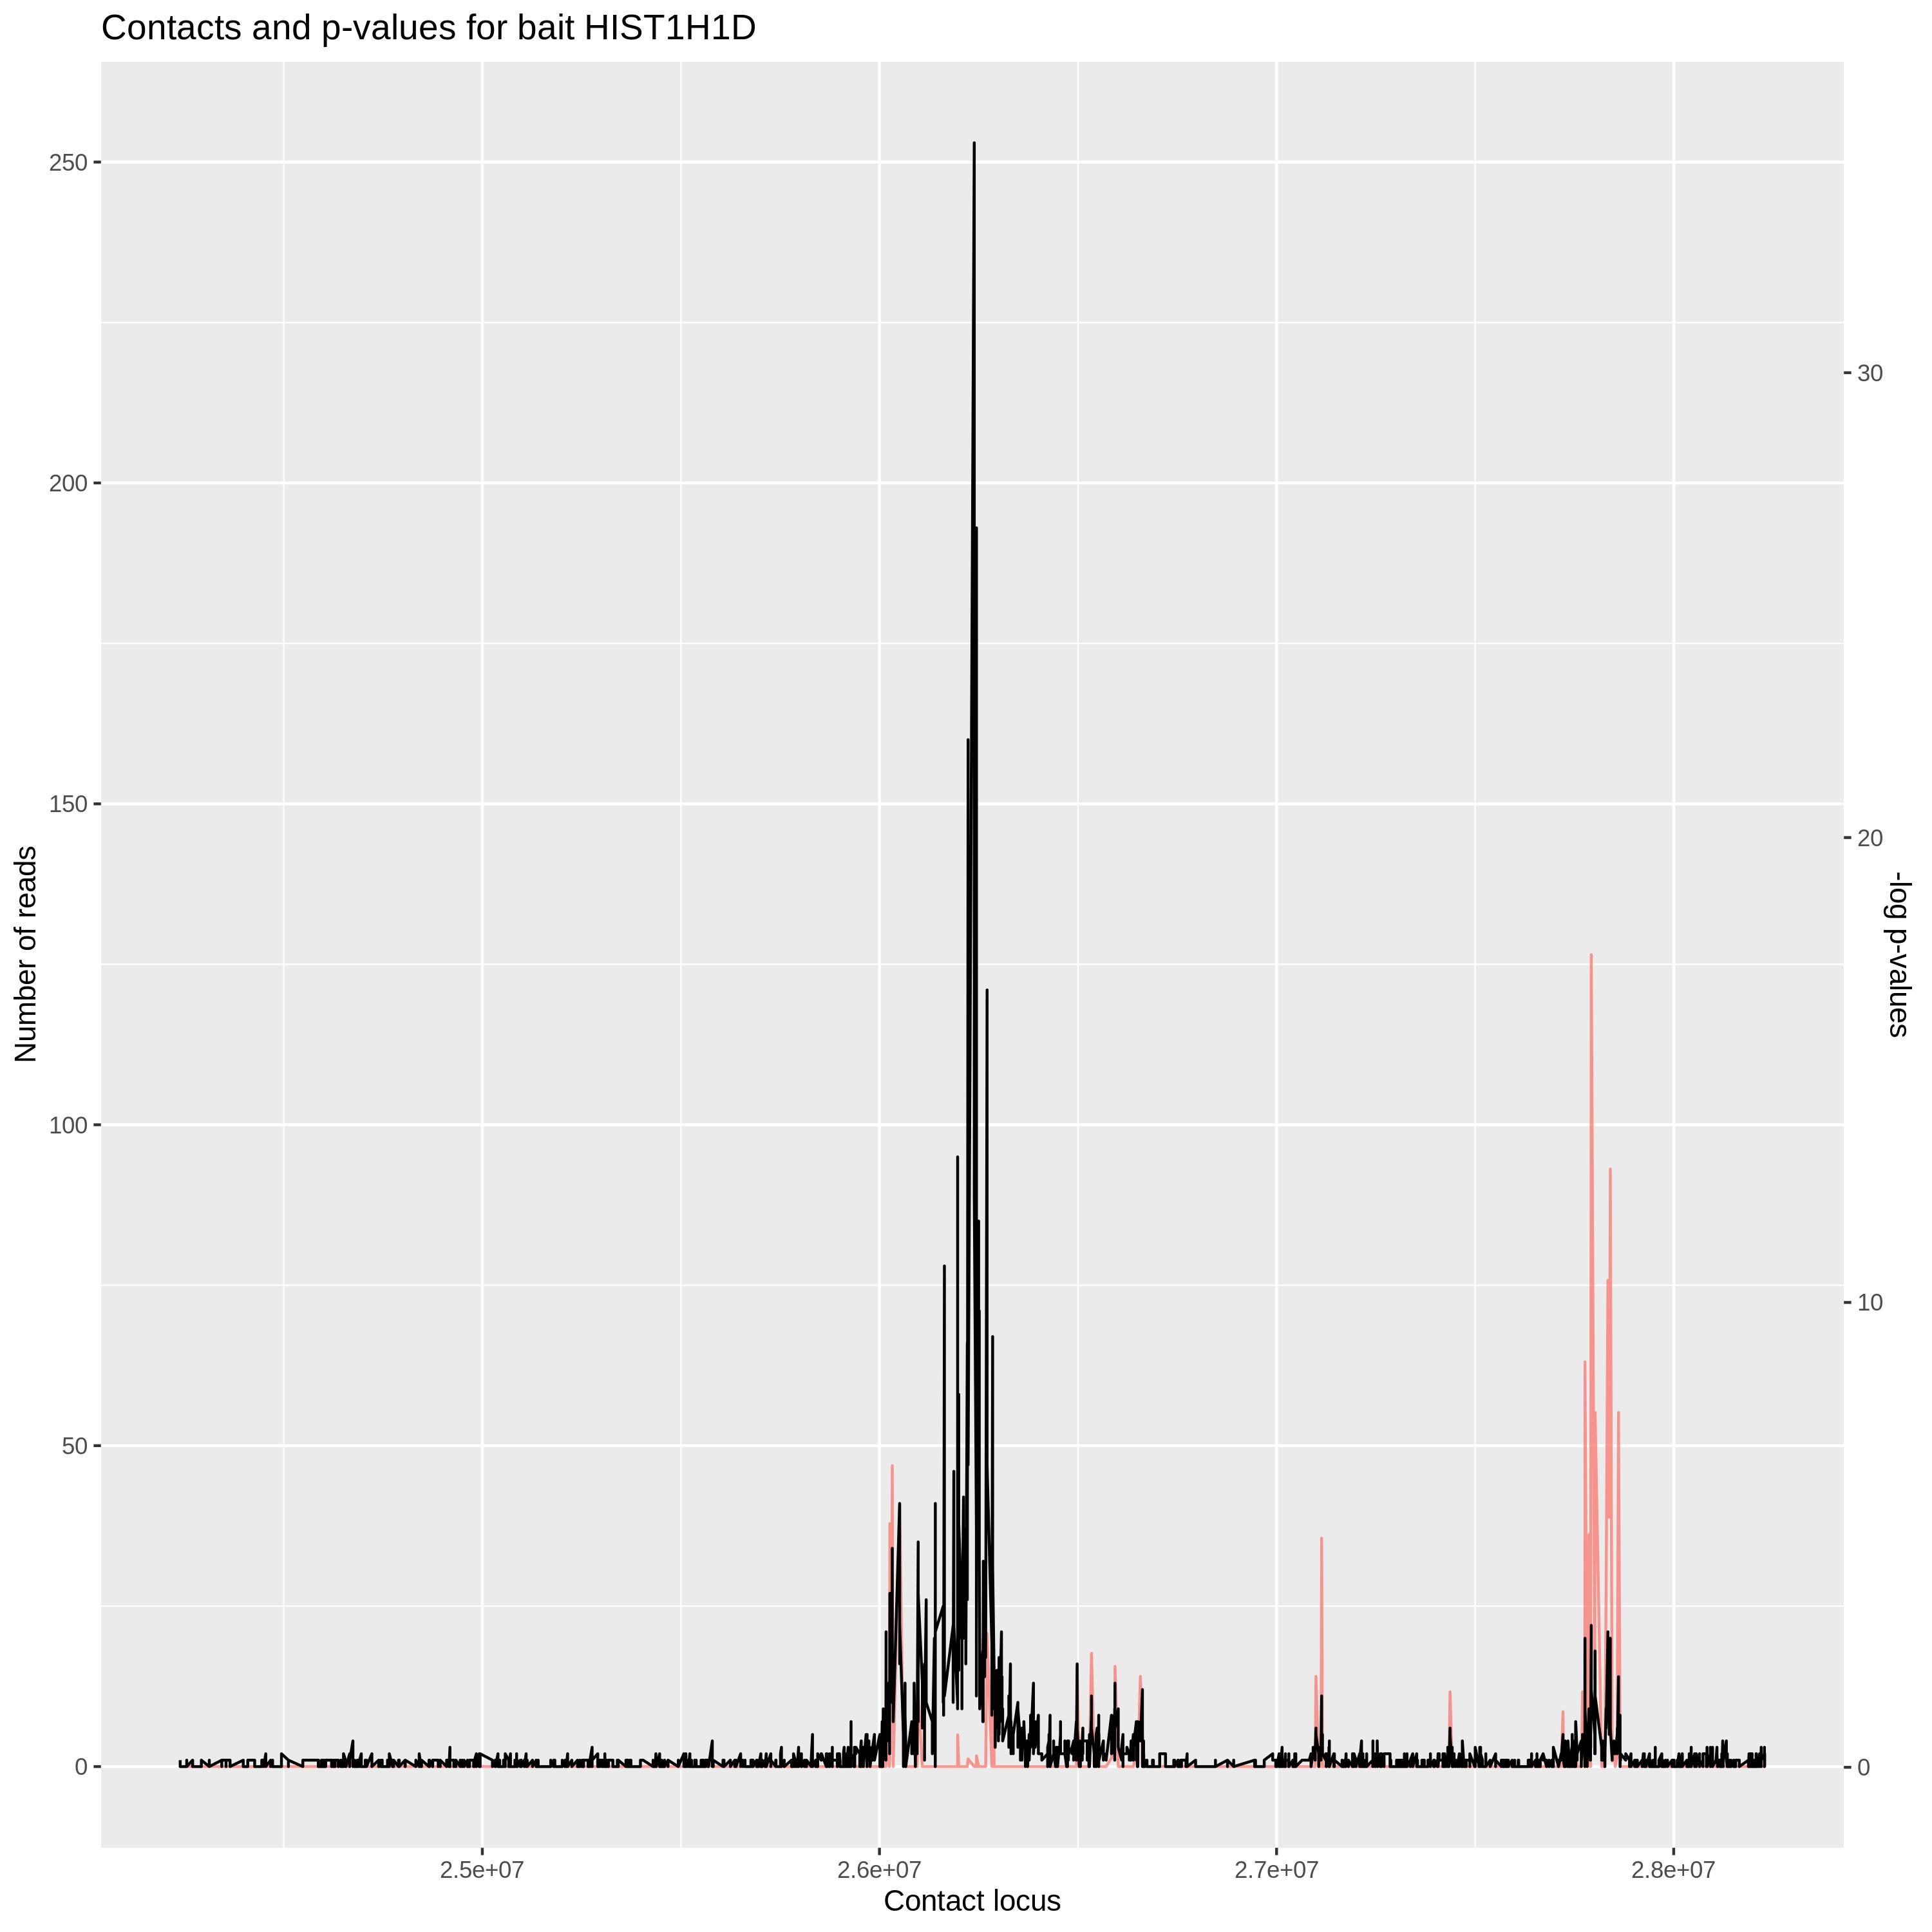 Contacts and p-values for bait HIST1H1D
250
200
150
100
50
0
Number of reads
30
20
10
0
-log p-values
2.5e+07
2.6e+07
2.7e+07
2.8e+07
Contact locus